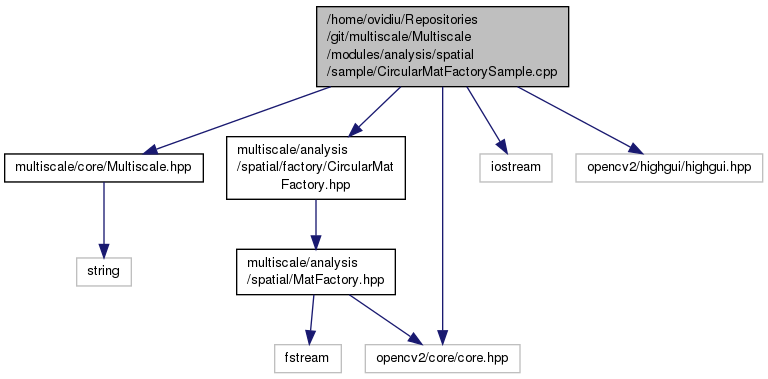 /home/ovidiu/Repositories
/git/multiscale/Multiscale
/modules/analysis/spatial
/sample/CircularMatFactorySample.cpp
multiscale/core/Multiscale.hpp
multiscale/analysis
/spatial/factory/CircularMat
Factory.hpp
iostream
opencv2/highgui/highgui.hpp
string
multiscale/analysis
/spatial/MatFactory.hpp
fstream
opencv2/core/core.hpp